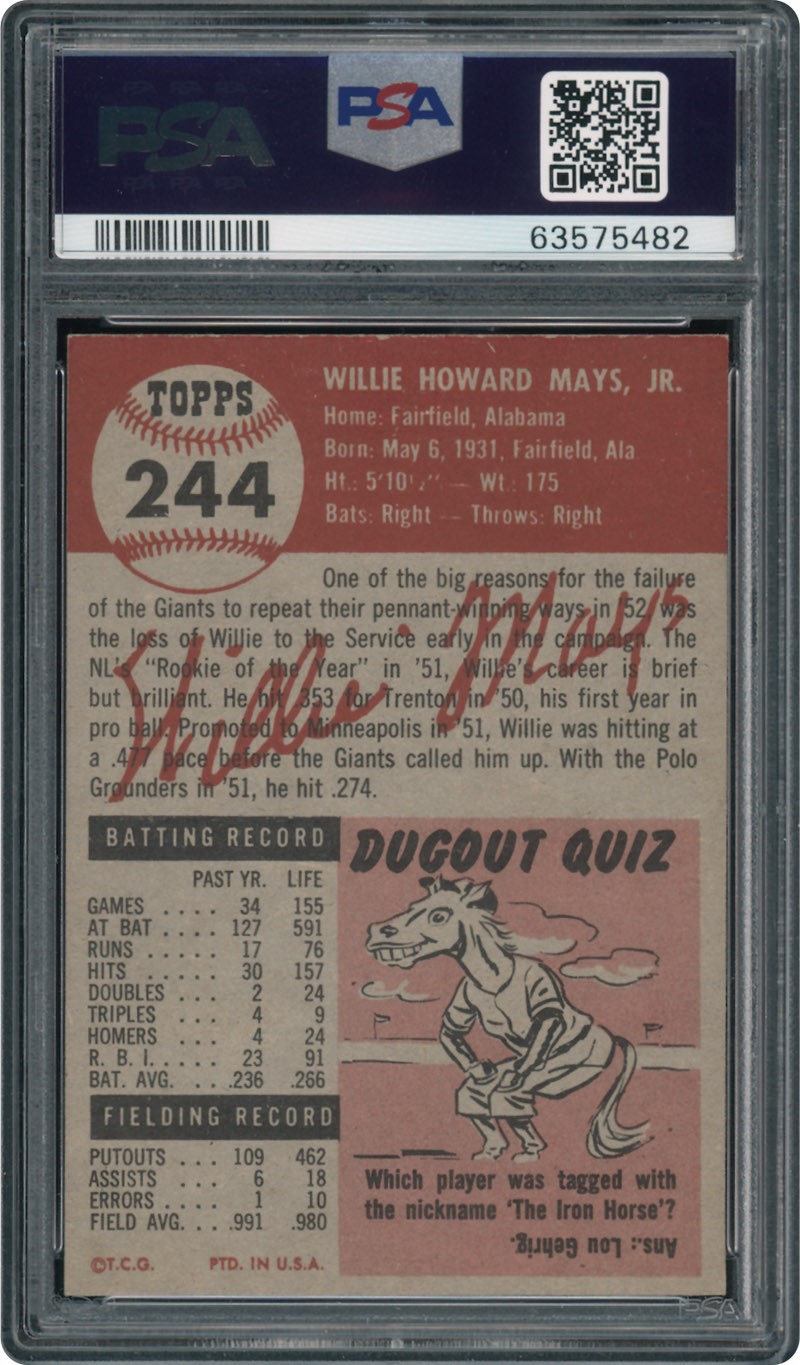 PSA
PSA
63575482
TOPPS
244
WILLIE HOWARD MAYS, JR.
Home: Fairfield, Alabama
Born: May 6, 1931, Fairfield, Ala
Ht.: 5'10½" — Wt.: 175
Bats: Right — Throws: Right
One of the big reasons for the failure
of the Giants to repeat their pennant-winning ways in '52 was
the loss of Willie to the Service early in the campaign. The
NL's "Rookie of the Year" in '51, Willie's career is brief
but brilliant. He hit .353 for Trenton in '50, his first year in
pro ball. Promoted to Minneapolis in '51, Willie was hitting at
a .477 pace before the Giants called him up. With the Polo
Grounders in '51, he hit .274.
Willie Mays
BATTING RECORD
PAST YR. LIFE
GAMES .... 34 155
AT BAT .... 127 591
RUNS ..... 17 76
HITS ..... 30 157
DOUBLES ... 2 24
TRIPLES ... 4 9
HOMERS ... 4 24
R. B. I. .... 23 91
BAT. AVG. ... .236 .266
FIELDING RECORD
PUTOUTS ... 109 462
ASSISTS .... 6 18
ERRORS .... 1 10
FIELD AVG. ... .991 .980
©T.C.G. PTD. IN U.S.A.
DUGOUT QUIZ
Which player was tagged with
the nickname 'The Iron Horse'?
Ans.: Lou Gehrig.
PSA